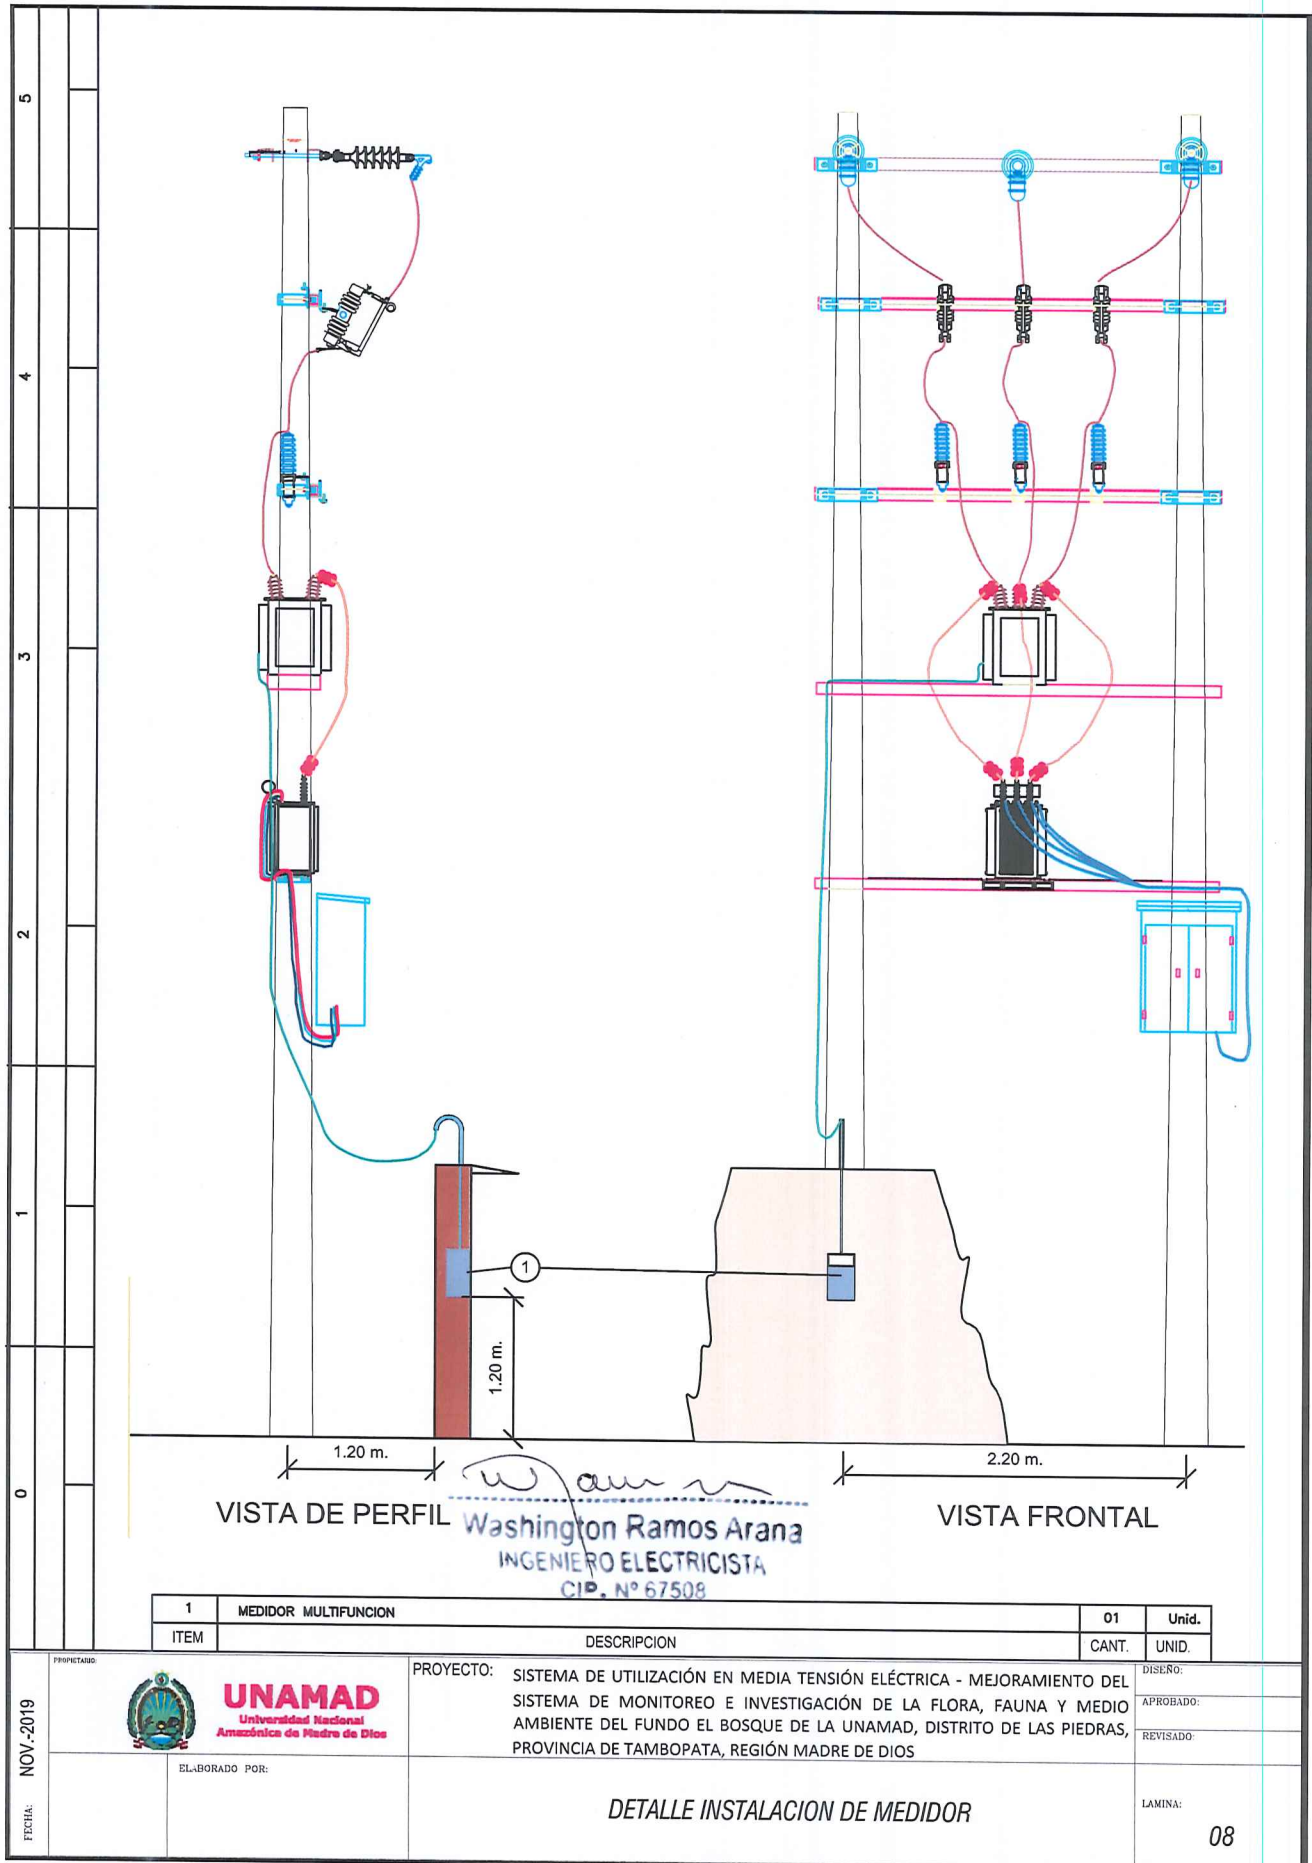 5
4
3
2
1
0
1
1.20 m.
1.20 m.
2.20 m.
VISTA DE PERFIL
VISTA FRONTAL
Washington Ramos Arana
INGENIERO ELECTRICISTA
CIP. Nº 67508
1 MEDIDOR MULTIFUNCION 01 Unid.
ITEM DESCRIPCION CANT. UNID.
PROPIETARIO:
UNAMAD
Universidad Nacional
Amazónica de Madre de Dios
PROYECTO: SISTEMA DE UTILIZACIÓN EN MEDIA TENSIÓN ELÉCTRICA - MEJORAMIENTO DEL
SISTEMA DE MONITOREO E INVESTIGACIÓN DE LA FLORA, FAUNA Y MEDIO
AMBIENTE DEL FUNDO EL BOSQUE DE LA UNAMAD, DISTRITO DE LAS PIEDRAS,
PROVINCIA DE TAMBOPATA, REGIÓN MADRE DE DIOS
DISEÑO:
APROBADO:
REVISADO:
ELABORADO POR:
DETALLE INSTALACION DE MEDIDOR
LAMINA:
08
FECHA: NOV.-2019